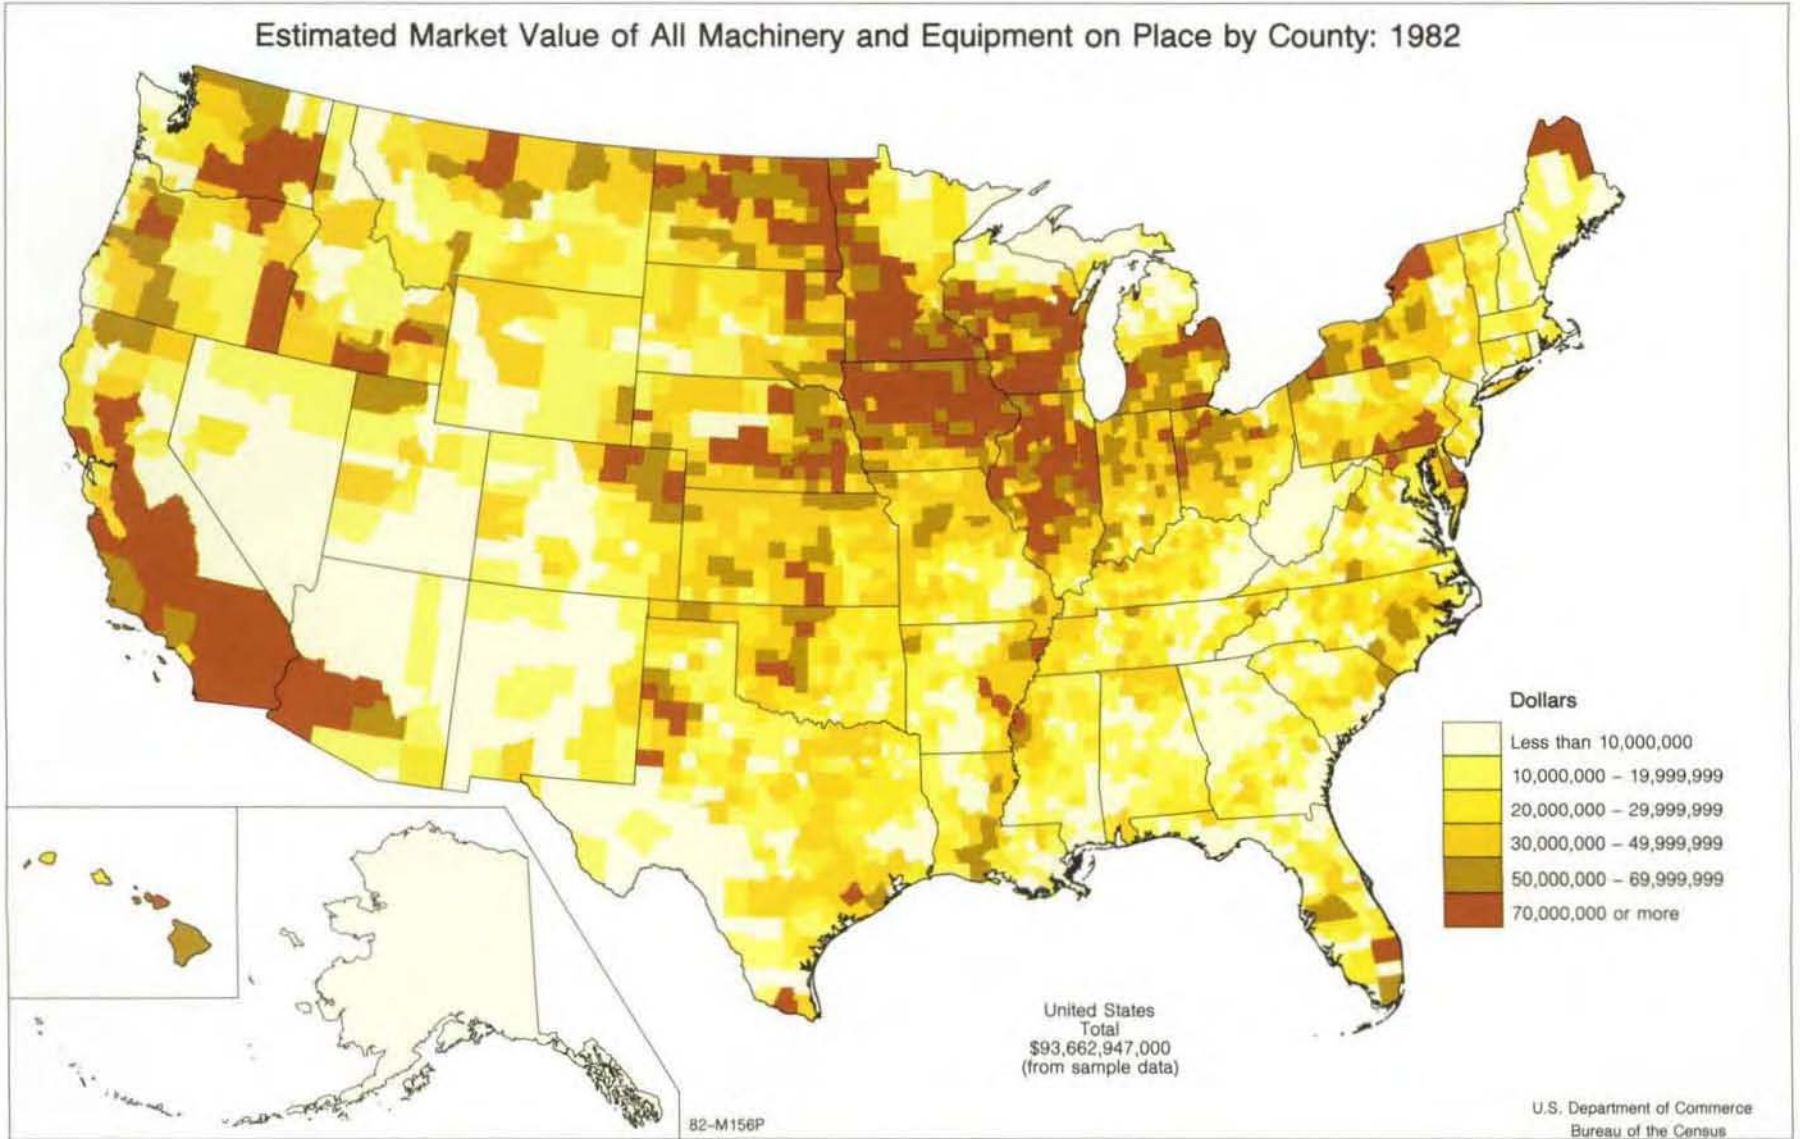 Estimated Market Value of All Machinery and Equipment on Place by County: 1982
Dollars
Less than 10,000,000
10,000,000 – 19,999,999
20,000,000 – 29,999,999
30,000,000 – 49,999,999
50,000,000 – 69,999,999
70,000,000 or more
United States
Total
$93,662,947,000
(from sample data)
82–M156P
U.S. Department of Commerce
Bureau of the Census